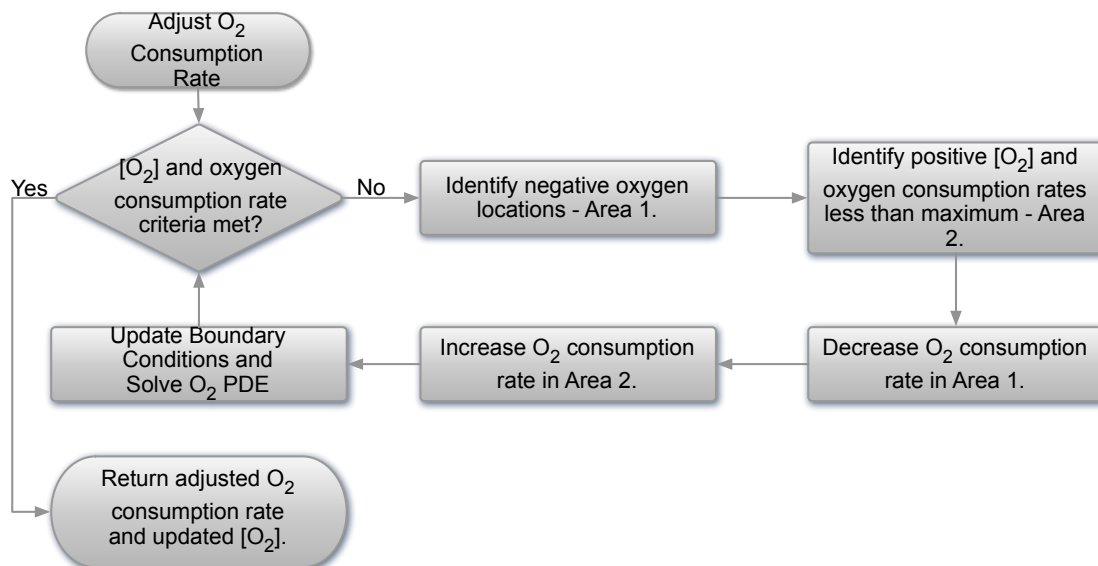 Adjust O₂
Consumption
Rate
[O₂] and oxygen
consumption rate
criteria met?
Yes
No
Identify negative oxygen
locations - Area 1.
Identify positive [O₂] and
oxygen consumption rates
less than maximum - Area
2.
Decrease O₂ consumption
rate in Area 1.
Increase O₂ consumption
rate in Area 2.
Update Boundary
Conditions and
Solve O₂ PDE
Return adjusted O₂
consumption rate
and updated [O₂].